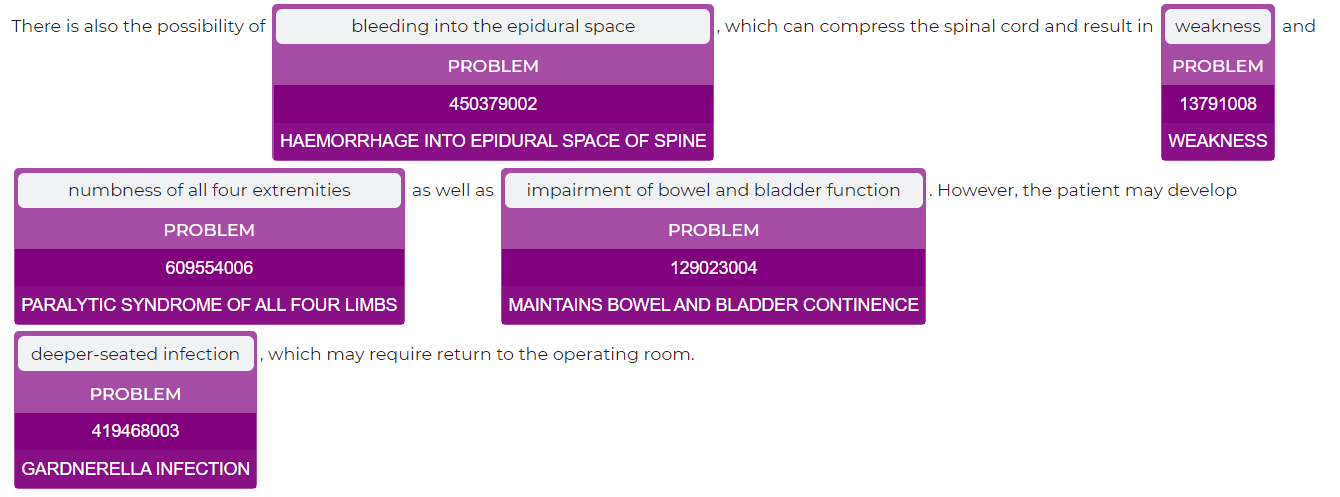 There is also the possibility of bleeding into the epidural space , which can compress the spinal cord and result in weakness and
PROBLEM PROBLEM
450379002 13791008
HAEMORRHAGE INTO EPIDURAL SPACE OF SPINE WEAKNESS
numbness of all four extremities as well as impairment of bowel and bladder function . However, the patient may develop
PROBLEM PROBLEM
609554006 129023004
PARALYTIC SYNDROME OF ALL FOUR LIMBS MAINTAINS BOWEL AND BLADDER CONTINENCE
deeper-seated infection , which may require return to the operating room.
PROBLEM
419468003
GARDNERELLA INFECTION